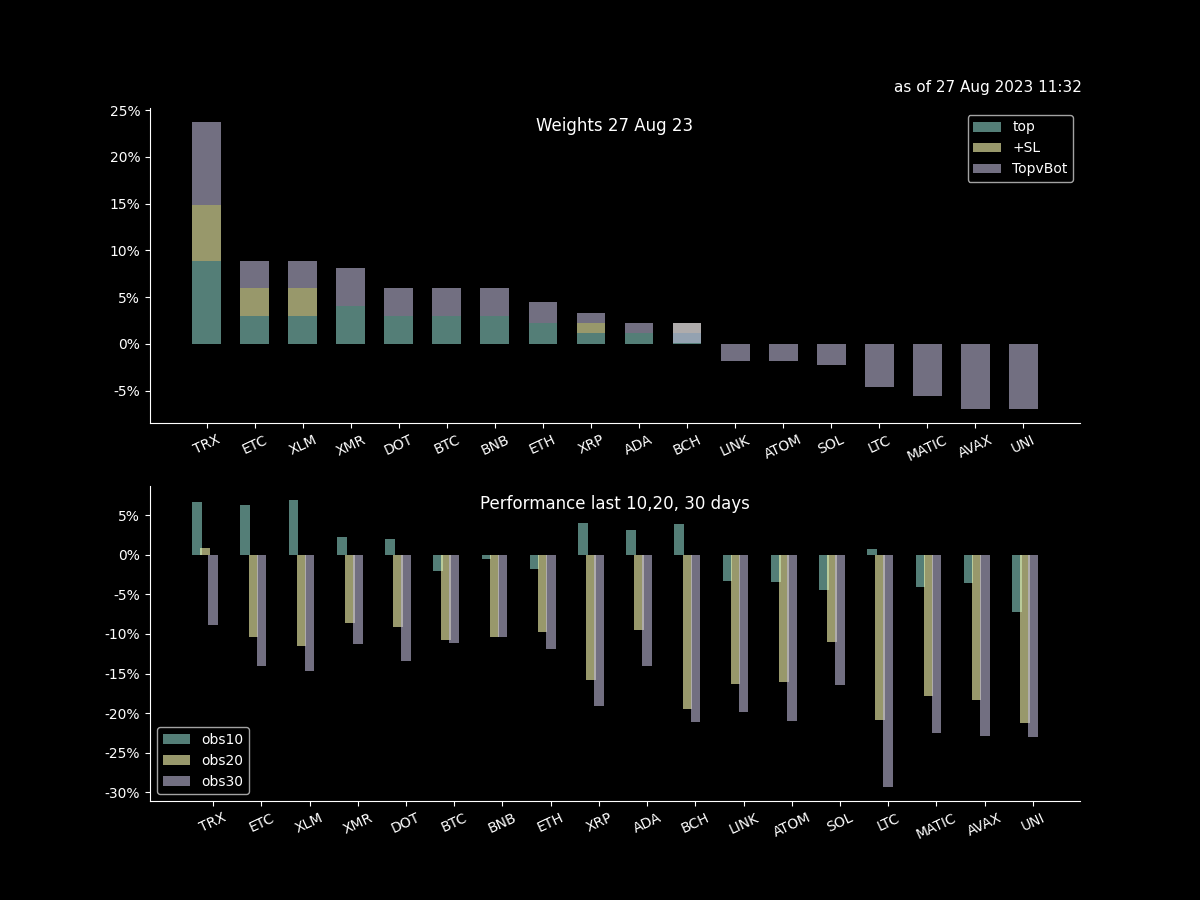 as of 27 Aug 2023 11:32
Weights 27 Aug 23
25%
20%
15%
10%
5%
0%
-5%
top
+SL
TopvBot
TRX ETC XLM XMR DOT BTC BNB ETH XRP ADA BCH LINK ATOM SOL LTC MATIC AVAX UNI
Performance last 10,20, 30 days
5%
0%
-5%
-10%
-15%
-20%
-25%
-30%
obs10
obs20
obs30
TRX ETC XLM XMR DOT BTC BNB ETH XRP ADA BCH LINK ATOM SOL LTC MATIC AVAX UNI